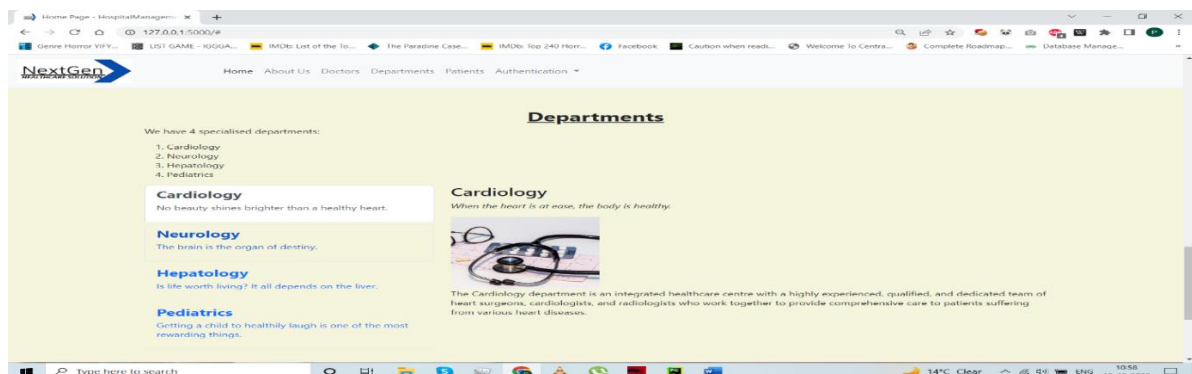 Home Page - HospitalManagem
127.0.0.1:5000/#
Genre Horror YIFY...
LIST GAME - IGGGA...
IMDb: List of the To...
The Paradine Case...
IMDb: Top 240 Horr...
Facebook
Caution when readi...
Welcome To Centra...
Complete Roadmap...
Database Manage...
NextGen
HEALTHCARE SOLUTION
Home About Us Doctors Departments Patients Authentication
Departments
We have 4 specialised departments:
1. Cardiology
2. Neurology
3. Hepatology
4. Pediatrics
Cardiology
No beauty shines brighter than a healthy heart.
Neurology
The brain is the organ of destiny.
Hepatology
Is life worth living? It all depends on the liver.
Pediatrics
Getting a child to healthily laugh is one of the most
rewarding things.
Cardiology
When the heart is at ease, the body is healthy.
The Cardiology department is an integrated healthcare centre with a highly experienced, qualified, and dedicated team of
heart surgeons, cardiologists, and radiologists who work together to provide comprehensive care to patients suffering
from various heart diseases.
Type here to search
14°C Clear
ENG
10:58